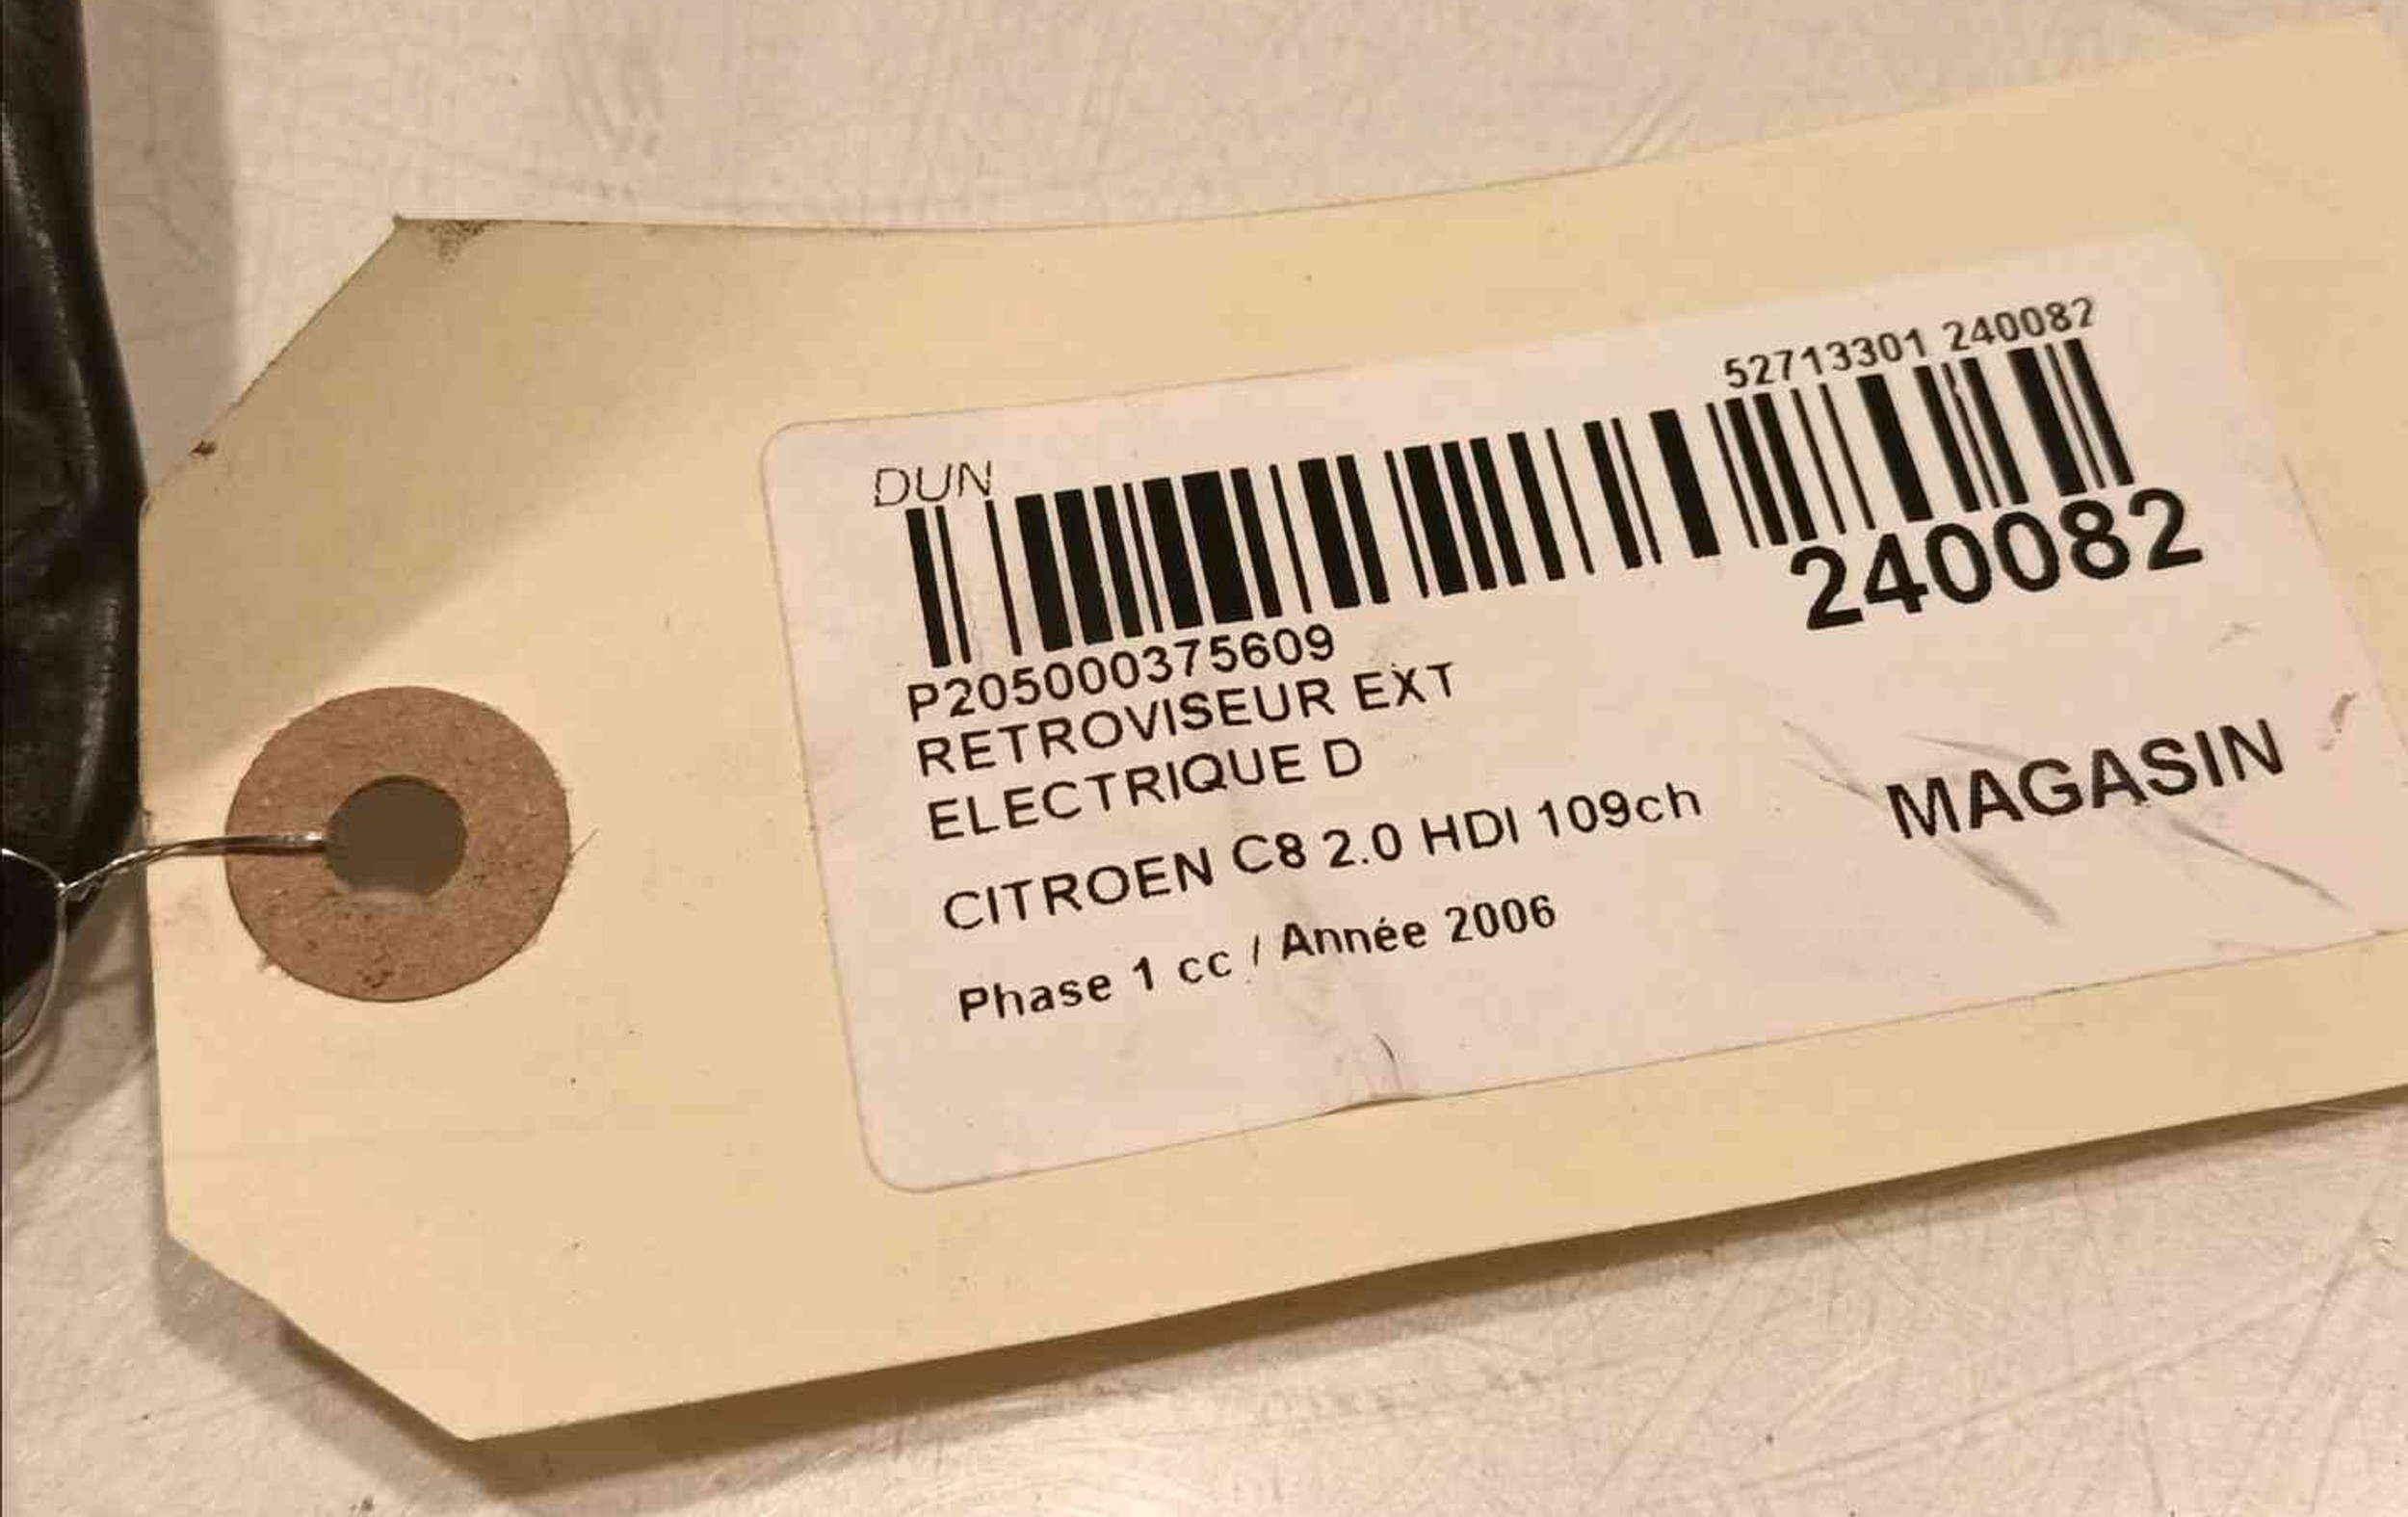 52713301 240082
DUN
240082
P205000375609
RETROVISEUR EXT
ELECTRIQUE D
MAGASIN
CITROEN C8 2.0 HDI 109ch
Phase 1 cc / Année 2006